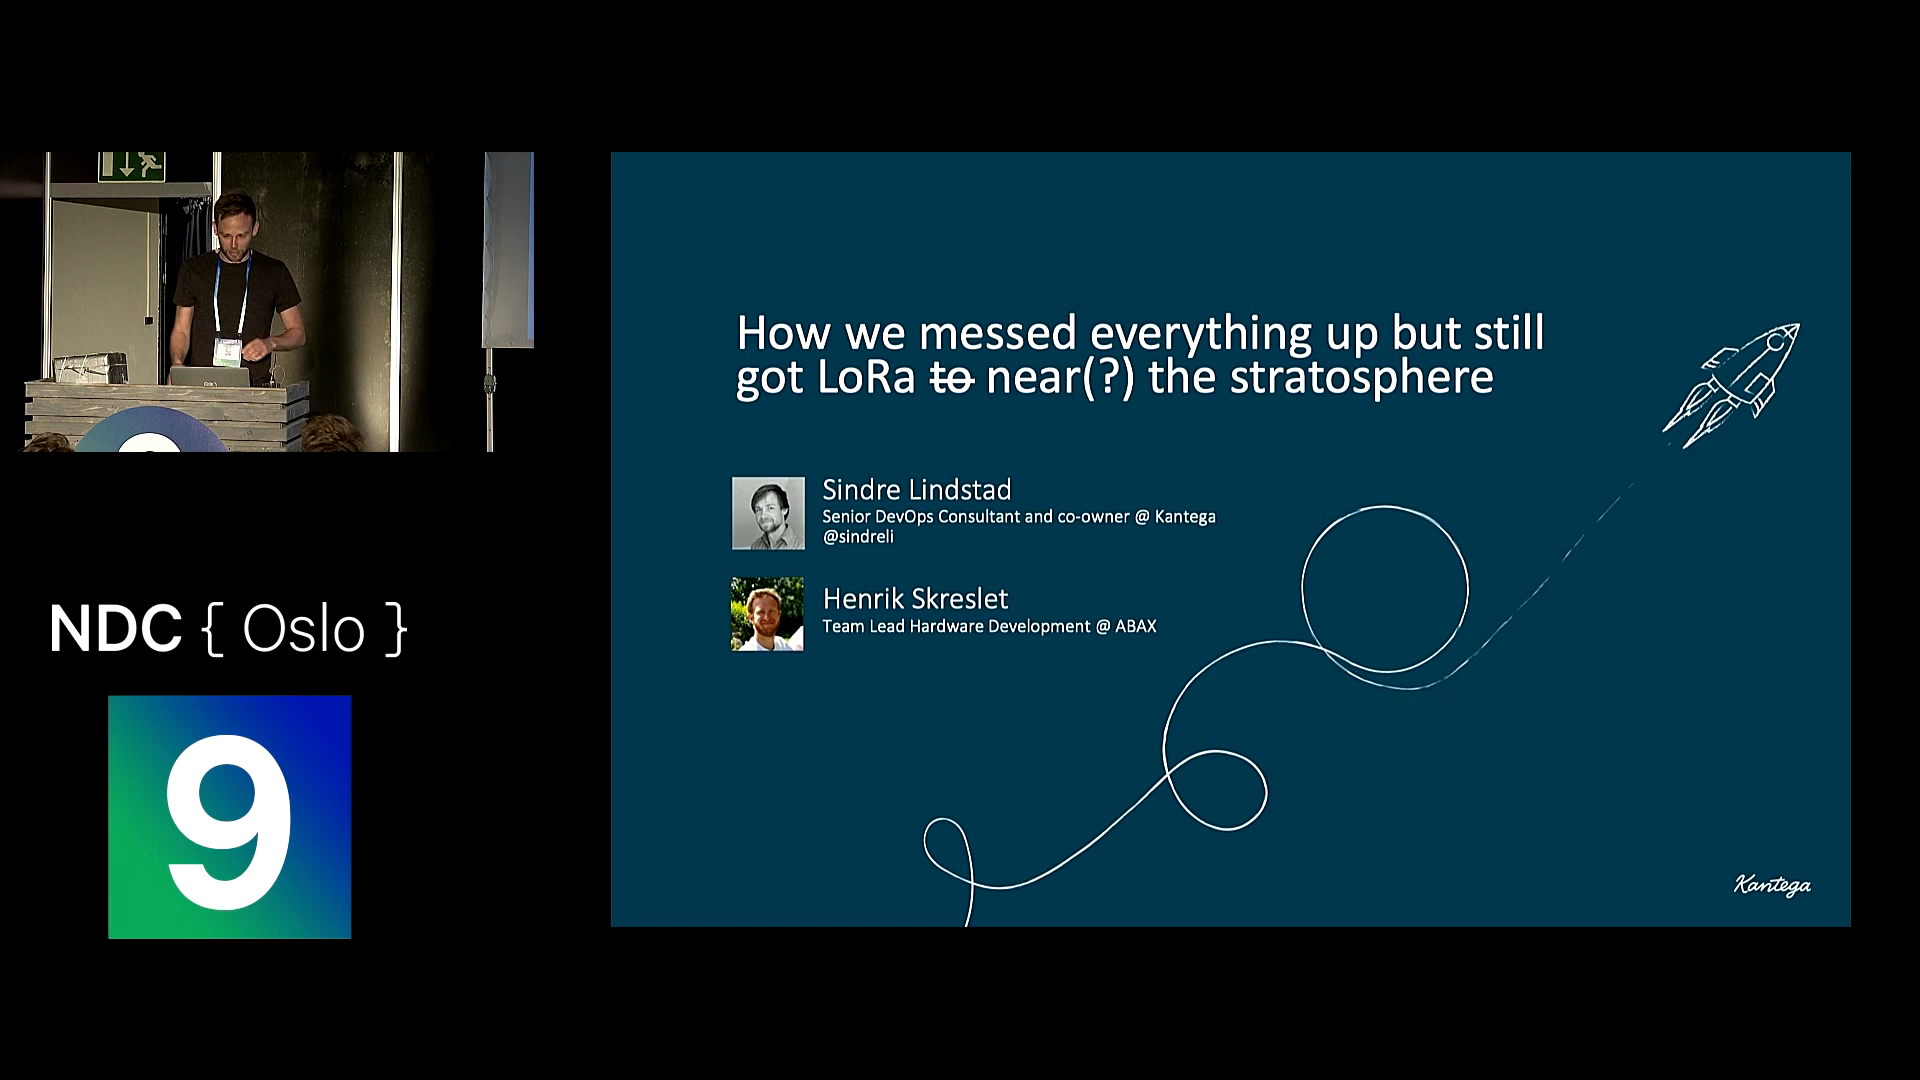 How we messed everything up but still
got LoRa to near(?) the stratosphere
Sindre Lindstad
Senior DevOps Consultant and co-owner @ Kantega
@sindreli
Henrik Skreslet
Team Lead Hardware Development @ ABAX
NDC { Oslo }
9
Kantega